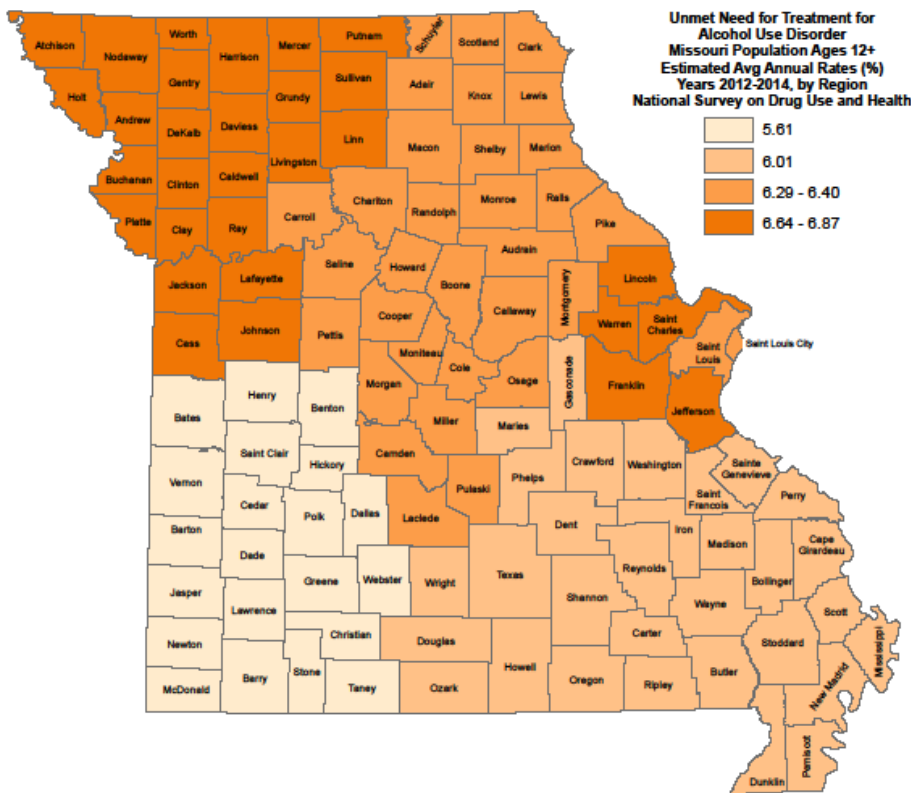 Unmet Need for Treatment for
Alcohol Use Disorder
Missouri Population Ages 12+
Estimated Avg Annual Rates (%)
Years 2012-2014, by Region
National Survey on Drug Use and Health
5.61
6.01
6.29 - 6.40
6.64 - 6.87
Atchison
Nodaway
Worth
Harrison
Mercer
Putnam
Schuyler
Scotland
Clark
Gentry
Sullivan
Adair
Knox
Lewis
Holt
Andrew
DeKalb
Daviess
Grundy
Linn
Macon
Shelby
Marion
Buchanan
Clinton
Caldwell
Livingston
Chariton
Randolph
Monroe
Ralls
Pike
Platte
Clay
Ray
Carroll
Saline
Howard
Boone
Audrain
Callaway
Montgomery
Lincoln
Jackson
Lafayette
Cooper
Warren
Saint
Charles
Saint
Louis
Saint Louis City
Cass
Johnson
Pettis
Moniteau
Cole
Osage
Gasconade
Franklin
Jefferson
Morgan
Miller
Maries
Bates
Henry
Benton
Saint Clair
Hickory
Camden
Pulaski
Phelps
Crawford
Washington
Sainte
Genevieve
Saint
Francois
Perry
Vernon
Cedar
Polk
Dallas
Laclede
Dent
Iron
Madison
Cape
Girardeau
Barton
Dade
Greene
Webster
Wright
Texas
Reynolds
Bollinger
Jasper
Lawrence
Shannon
Wayne
Scott
Newton
Christian
Douglas
Carter
Stoddard
Mississippi
McDonald
Barry
Stone
Taney
Ozark
Howell
Oregon
Ripley
Butler
New Madrid
Dunklin
Pemiscot